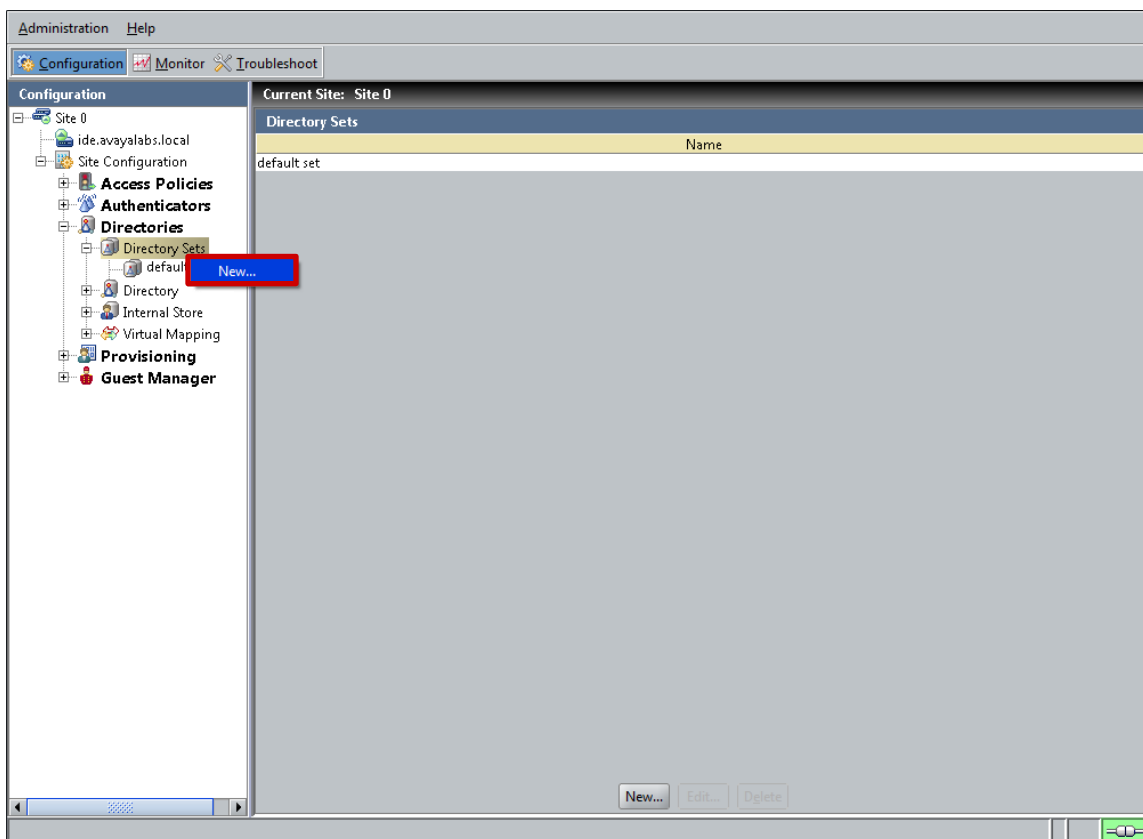 Administration Help
Configuration Monitor Troubleshoot
Configuration
Current Site: Site 0
Site 0
ide.avayalabs.local
Site Configuration
Access Policies
Authenticators
Directories
Directory Sets
default
New...
Directory
Internal Store
Virtual Mapping
Provisioning
Guest Manager
Directory Sets
Name
default set
New... Edit... Delete